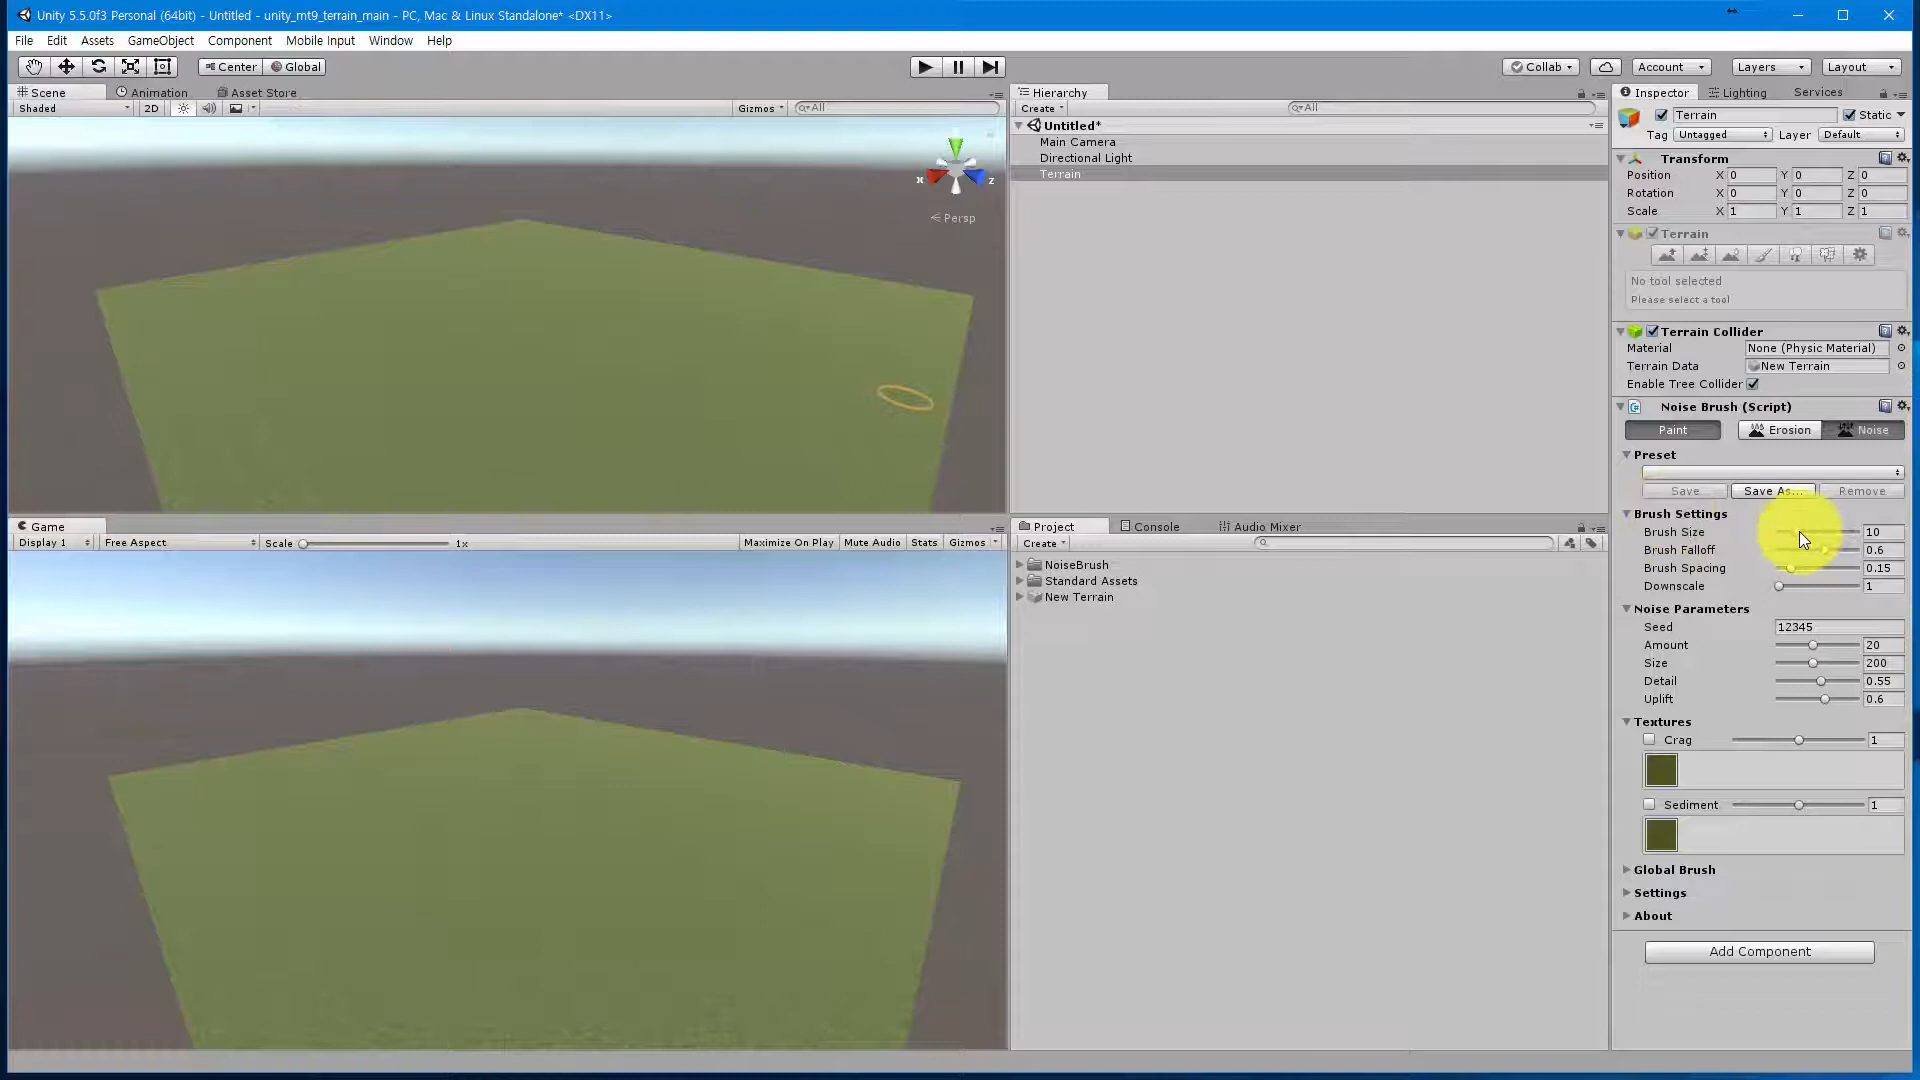 Unity 5.5.0f3 Personal (64bit) - Untitled - unity_mt9_terrain_main - PC, Mac & Linux Standalone* <DX11>
File Edit Assets GameObject Component Mobile Input Window Help
Center Global Collab Account Layers Layout
Scene Animation Asset Store
Shaded 2D Gizmos All
x z
Persp
Game
Display 1 Free Aspect Scale 1x Maximize On Play Mute Audio Stats Gizmos
Hierarchy
Create All
Untitled*
Main Camera
Directional Light
Terrain
Project Console Audio Mixer
Create
NoiseBrush
Standard Assets
New Terrain
Inspector Lighting Services
Terrain Static
Tag Untagged Layer Default
Transform
Position X 0 Y 0 Z 0
Rotation X 0 Y 0 Z 0
Scale X 1 Y 1 Z 1
Terrain
No tool selected
Please select a tool
Terrain Collider
Material None (Physic Material)
Terrain Data New Terrain
Enable Tree Collider
Noise Brush (Script)
Paint Erosion Noise
Preset
Save Save As... Remove
Brush Settings
Brush Size 10
Brush Falloff 0.6
Brush Spacing 0.15
Downscale 1
Noise Parameters
Seed 12345
Amount 20
Size 200
Detail 0.55
Uplift 0.6
Textures
Crag 1
Sediment 1
Global Brush
Settings
About
Add Component